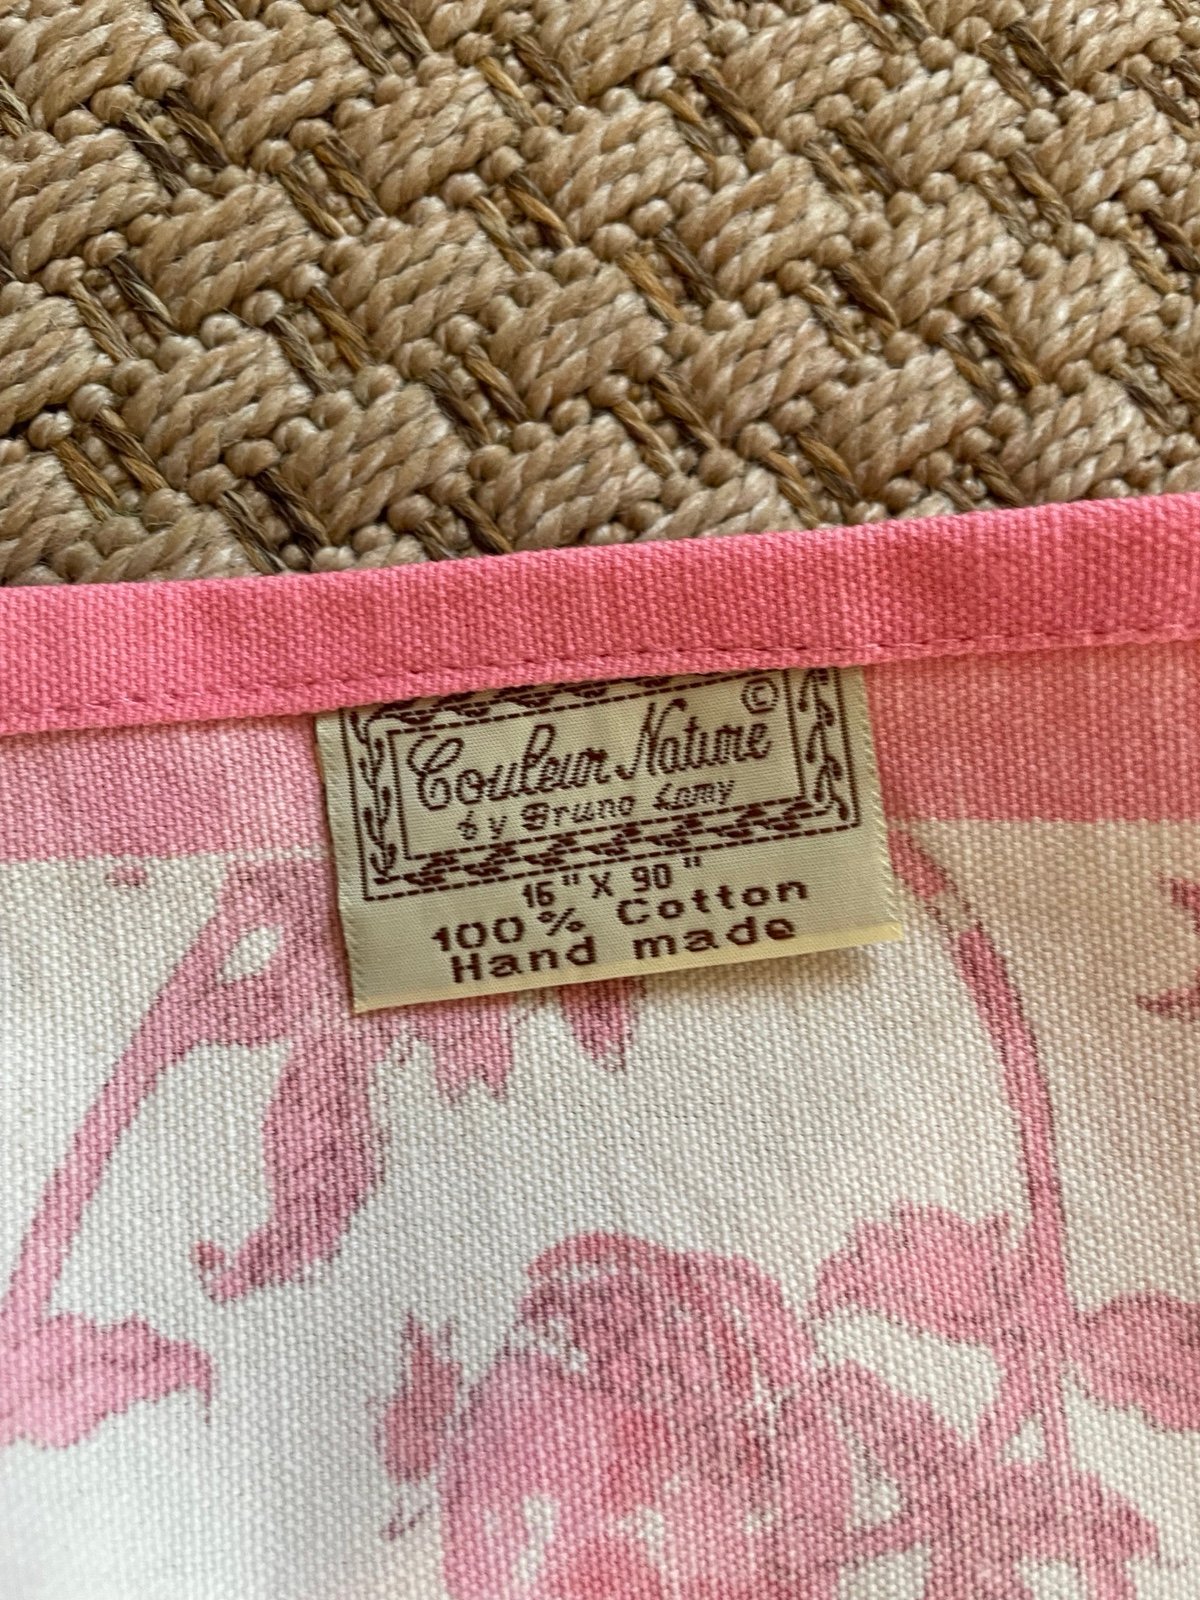 ©
Couleur Nature
by Bruno Lamy
16" X 90"
100% Cotton
Hand made